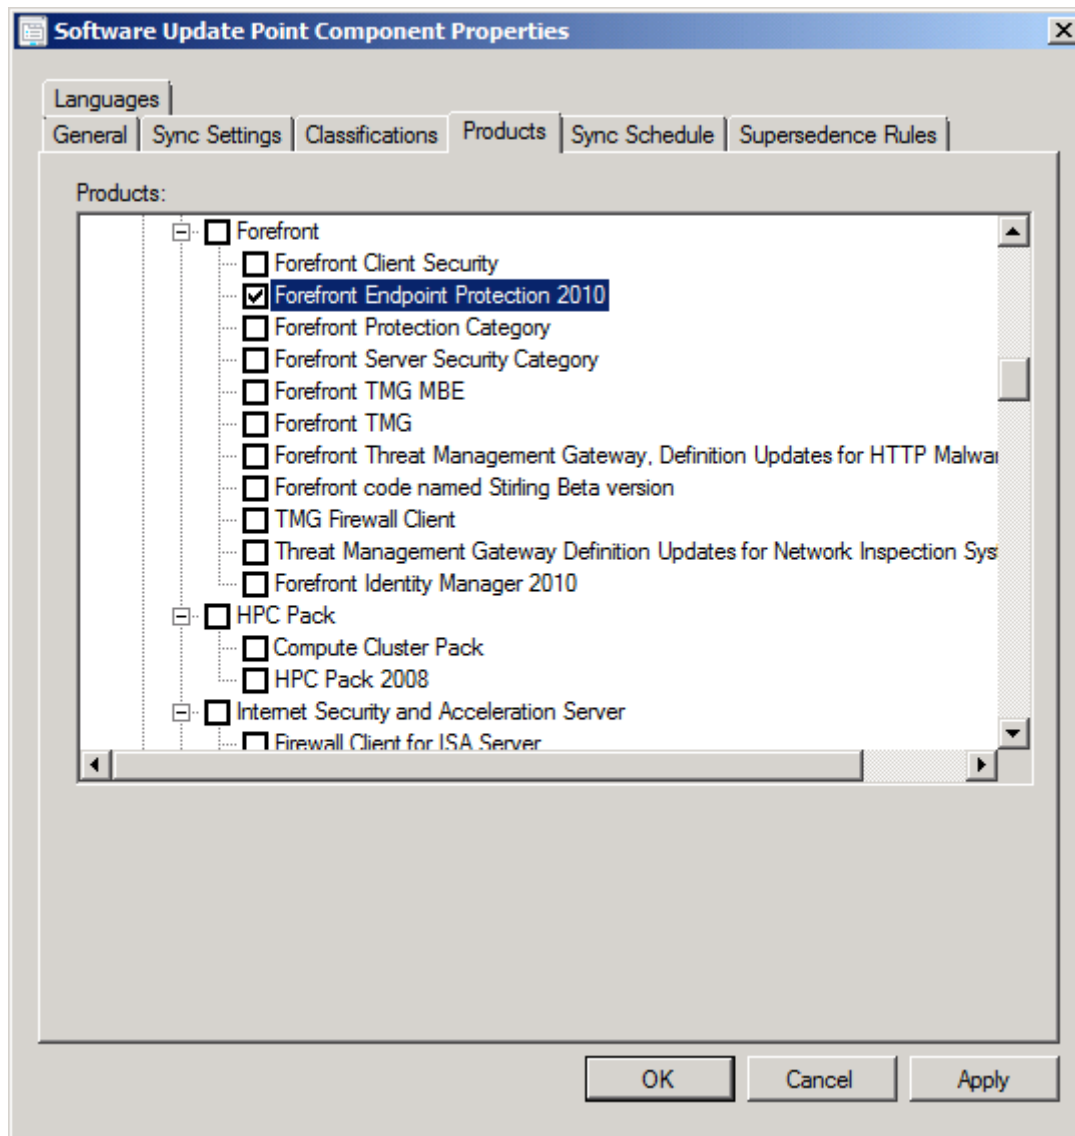 Software Update Point Component Properties
Languages
General Sync Settings Classifications Products Sync Schedule Supersedence Rules
Products:
Forefront
Forefront Client Security
Forefront Endpoint Protection 2010
Forefront Protection Category
Forefront Server Security Category
Forefront TMG MBE
Forefront TMG
Forefront Threat Management Gateway, Definition Updates for HTTP Malwar
Forefront code named Stirling Beta version
TMG Firewall Client
Threat Management Gateway Definition Updates for Network Inspection Sys
Forefront Identity Manager 2010
HPC Pack
Compute Cluster Pack
HPC Pack 2008
Internet Security and Acceleration Server
Firewall Client for ISA Server
OK Cancel Apply